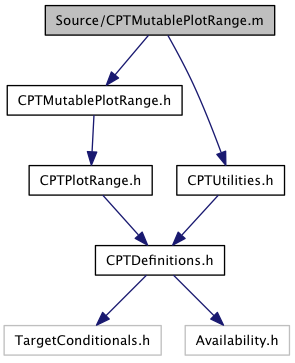 Source/CPTMutablePlotRange.m
CPTMutablePlotRange.h
CPTPlotRange.h
CPTUtilities.h
CPTDefinitions.h
TargetConditionals.h
Availability.h